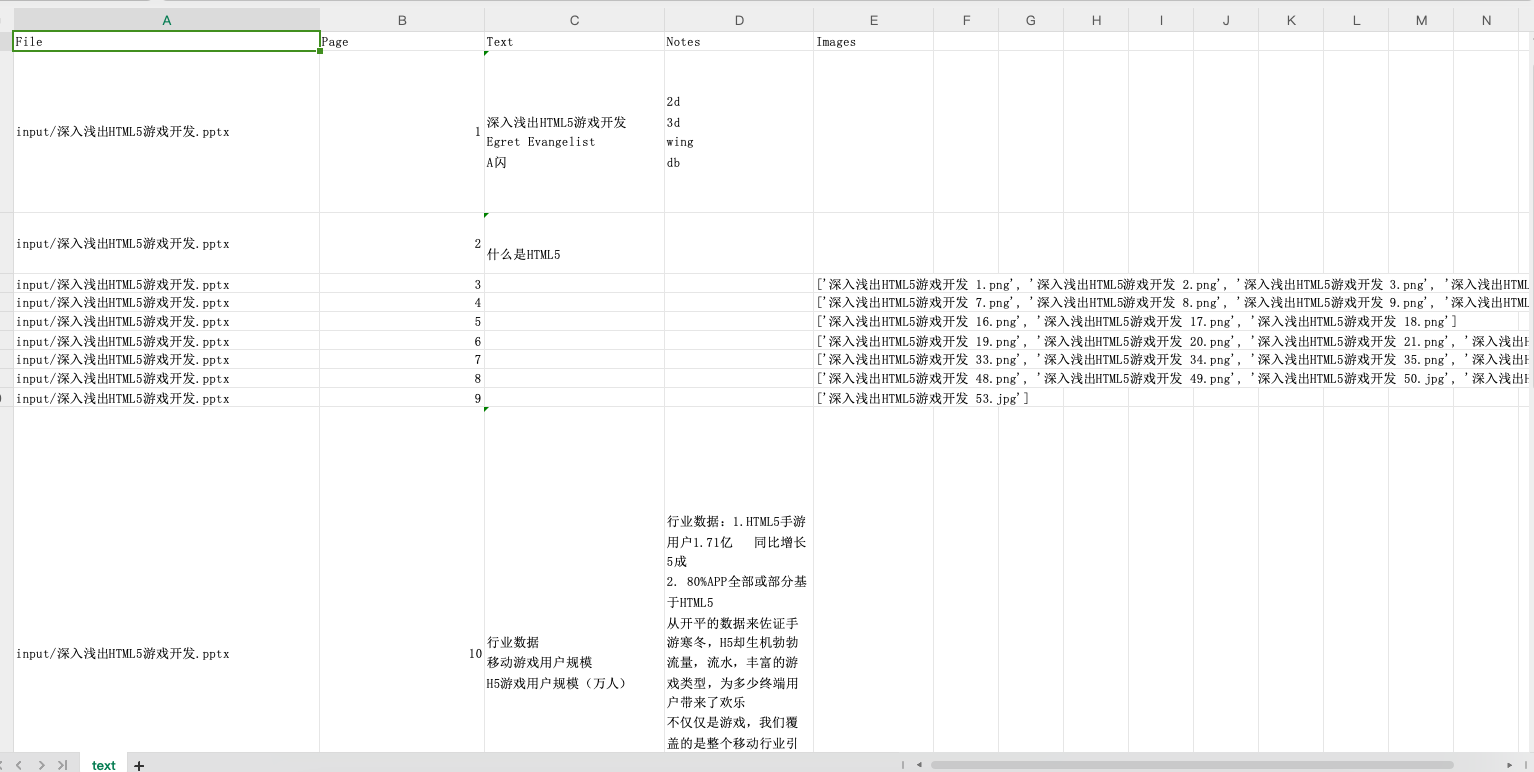 A B C D E F G H I J K L M N
File Page Text Notes Images
input/深入浅出HTML5游戏开发.pptx 1
深入浅出HTML5游戏开发
Egret Evangelist
A闪
2d
3d
wing
db
input/深入浅出HTML5游戏开发.pptx 2
什么是HTML5
input/深入浅出HTML5游戏开发.pptx 3 ['深入浅出HTML5游戏开发 1.png', '深入浅出HTML5游戏开发 2.png', '深入浅出HTML5游戏开发 3.png', '深入浅出HTML
input/深入浅出HTML5游戏开发.pptx 4 ['深入浅出HTML5游戏开发 7.png', '深入浅出HTML5游戏开发 8.png', '深入浅出HTML5游戏开发 9.png', '深入浅出HTML
input/深入浅出HTML5游戏开发.pptx 5 ['深入浅出HTML5游戏开发 16.png', '深入浅出HTML5游戏开发 17.png', '深入浅出HTML5游戏开发 18.png']
input/深入浅出HTML5游戏开发.pptx 6 ['深入浅出HTML5游戏开发 19.png', '深入浅出HTML5游戏开发 20.png', '深入浅出HTML5游戏开发 21.png', '深入浅出
input/深入浅出HTML5游戏开发.pptx 7 ['深入浅出HTML5游戏开发 33.png', '深入浅出HTML5游戏开发 34.png', '深入浅出HTML5游戏开发 35.png', '深入浅出
input/深入浅出HTML5游戏开发.pptx 8 ['深入浅出HTML5游戏开发 48.png', '深入浅出HTML5游戏开发 49.png', '深入浅出HTML5游戏开发 50.jpg', '深入浅出
input/深入浅出HTML5游戏开发.pptx 9 ['深入浅出HTML5游戏开发 53.jpg']
input/深入浅出HTML5游戏开发.pptx 10
行业数据
移动游戏用户规模
H5游戏用户规模（万人）
行业数据：1.HTML5手游
用户1.71亿 同比增长
5成
2. 80%APP全部或部分基
于HTML5
从开平的数据来佐证手
游寒冬，H5却生机勃勃
流量，流水，丰富的游
戏类型，为多少终端用
户带来了欢乐
不仅仅是游戏，我们覆
盖的是整个移动行业引
text